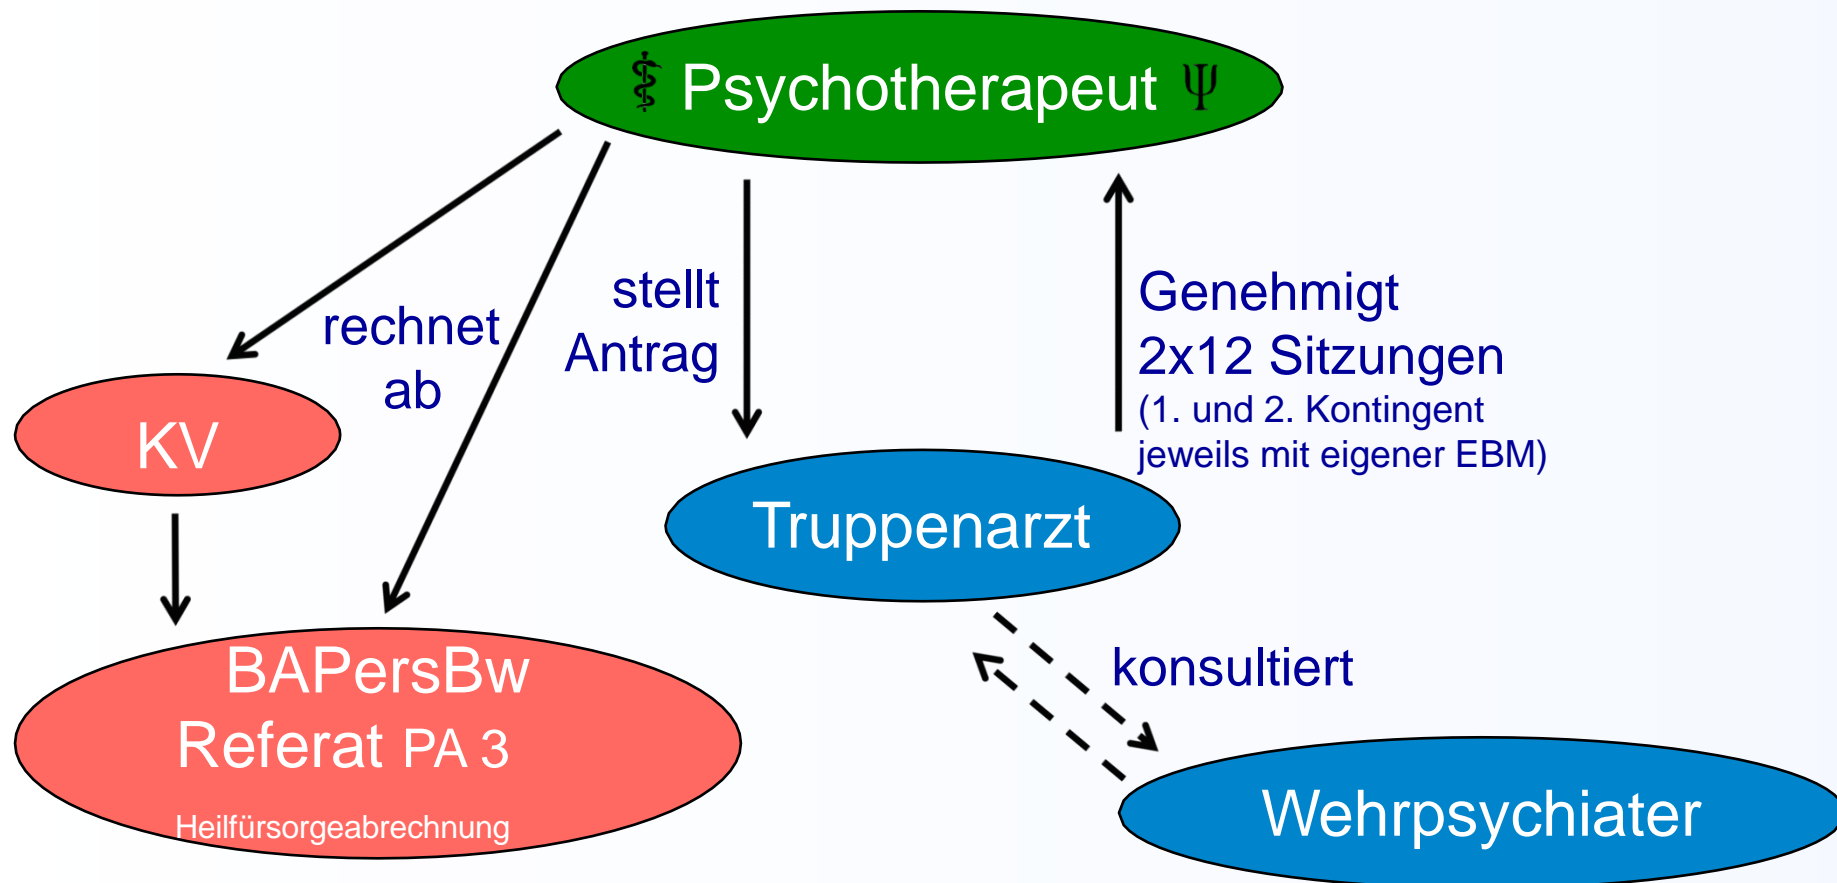 Psychotherapeut Ψ
rechnet
ab
stellt
Antrag
Genehmigt
2x12 Sitzungen
(1. und 2. Kontingent
jeweils mit eigener EBM)
KV
Truppenarzt
konsultiert
BAPersBw
Referat PA 3
Heilfürsorgeabrechnung
Wehrpsychiater